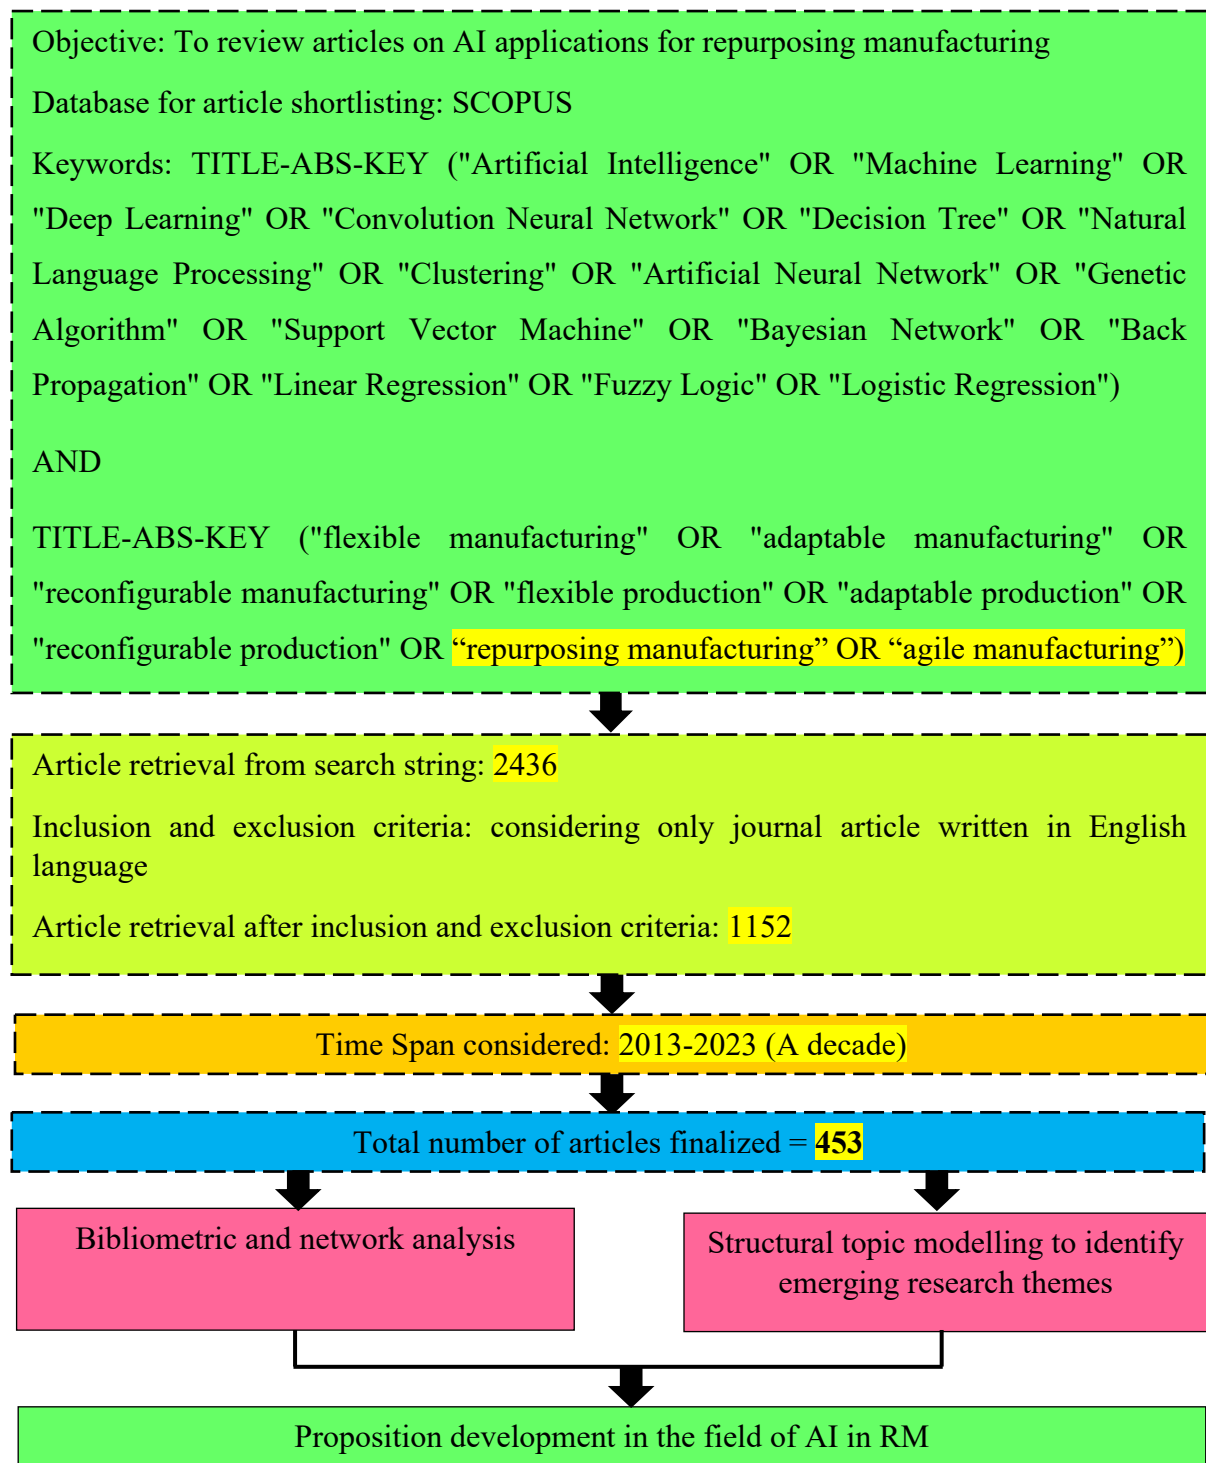 Objective: To review articles on AI applications for repurposing manufacturing
Database for article shortlisting: SCOPUS
Keywords: TITLE-ABS-KEY ("Artificial Intelligence" OR "Machine Learning" OR
"Deep Learning" OR "Convolution Neural Network" OR "Decision Tree" OR "Natural
Language Processing" OR "Clustering" OR "Artificial Neural Network" OR "Genetic
Algorithm" OR "Support Vector Machine" OR "Bayesian Network" OR "Back
Propagation" OR "Linear Regression" OR "Fuzzy Logic" OR "Logistic Regression")
AND
TITLE-ABS-KEY ("flexible manufacturing" OR "adaptable manufacturing" OR
"reconfigurable manufacturing" OR "flexible production" OR "adaptable production" OR
"reconfigurable production" OR “repurposing manufacturing” OR “agile manufacturing”)
Article retrieval from search string: 2436
Inclusion and exclusion criteria: considering only journal article written in English
language
Article retrieval after inclusion and exclusion criteria: 1152
Time Span considered: 2013-2023 (A decade)
Total number of articles finalized = 453
Bibliometric and network analysis
Structural topic modelling to identify
emerging research themes
Proposition development in the field of AI in RM